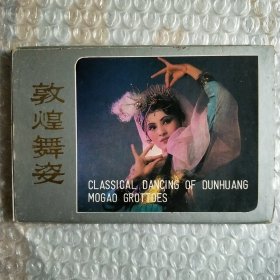 敦煌舞姿
CLASSICAL DANCING OF DUNHUANG
MOGAO GROTTOES